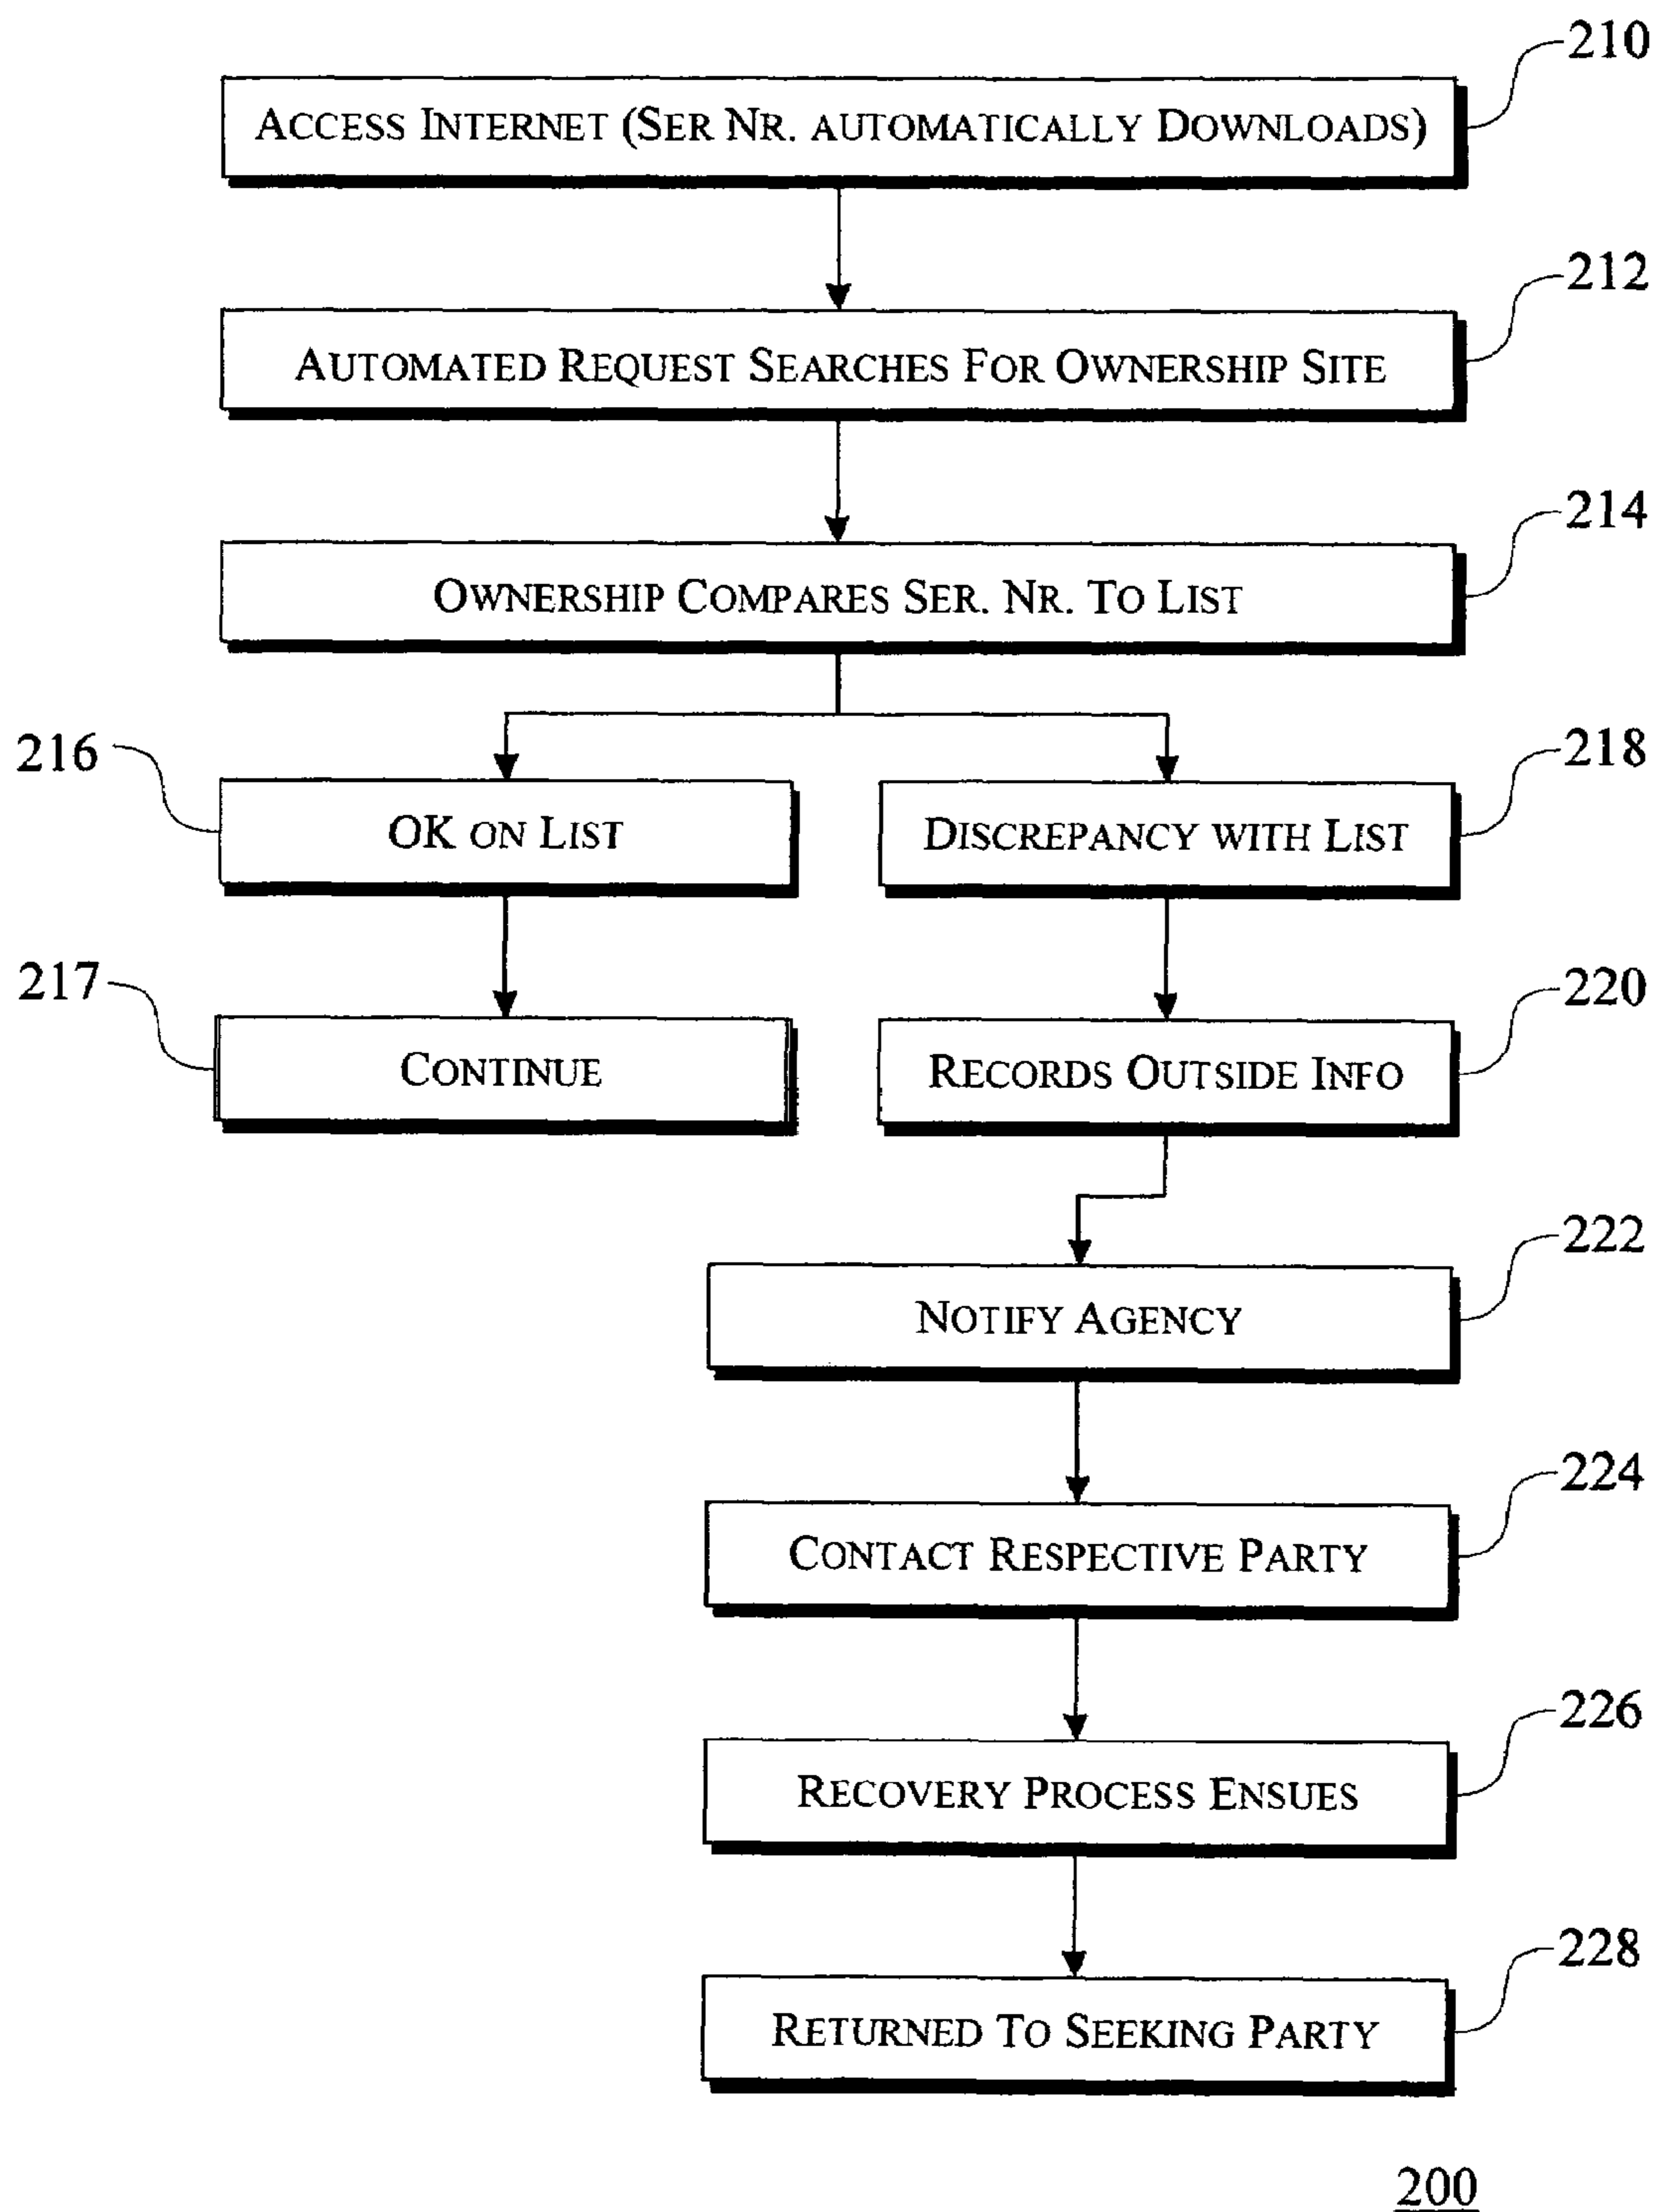 210
ACCESS INTERNET (SER NR. AUTOMATICALLY DOWNLOADS)
212
AUTOMATED REQUEST SEARCHES FOR OWNERSHIP SITE
214
OWNERSHIP COMPARES SER. NR. TO LIST
216
OK ON LIST
218
DISCREPANCY WITH LIST
217
CONTINUE
220
RECORDS OUTSIDE INFO
222
NOTIFY AGENCY
224
CONTACT RESPECTIVE PARTY
226
RECOVERY PROCESS ENSUES
228
RETURNED TO SEEKING PARTY
200